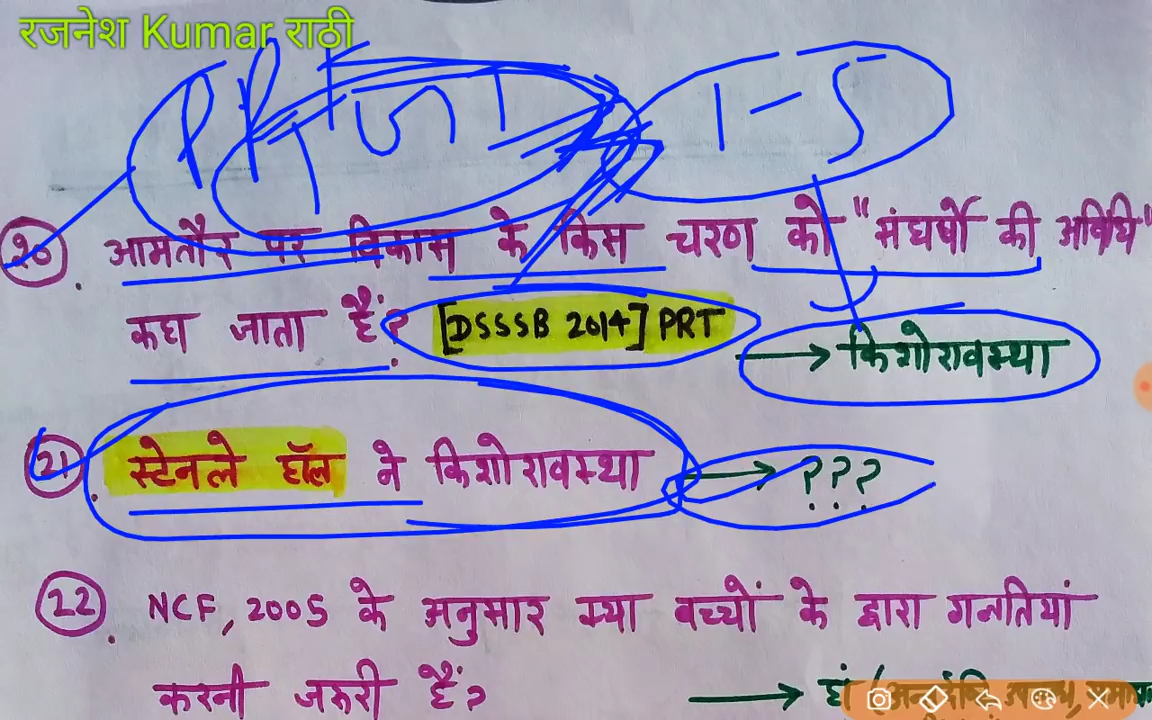 रजनेश Kumar राठी
PRT
1-5
20. आमतौर पर विकास के किस चरण को "संघर्षो की अवधि"
कहा जाता हैं? [DSSSB 2014] PRT
→ किशोरावस्था
21. स्टेनले हॉल ने किशोरावस्था → ???
22. NCF, 2005 के अनुसार क्या बच्चों के द्वारा गलतियां
करनी जरुरी हैं? → हां